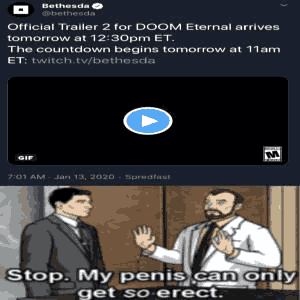 Bethesda
@bethesda
Official Trailer 2 for DOOM Eternal arrives
tomorrow at 12:30pm ET.
The countdown begins tomorrow at 11am
ET: twitch.tv/bethesda
GIF
M
7:01 AM · Jan 13, 2020 · Spredfast
Stop. My penis can only
get so erect.